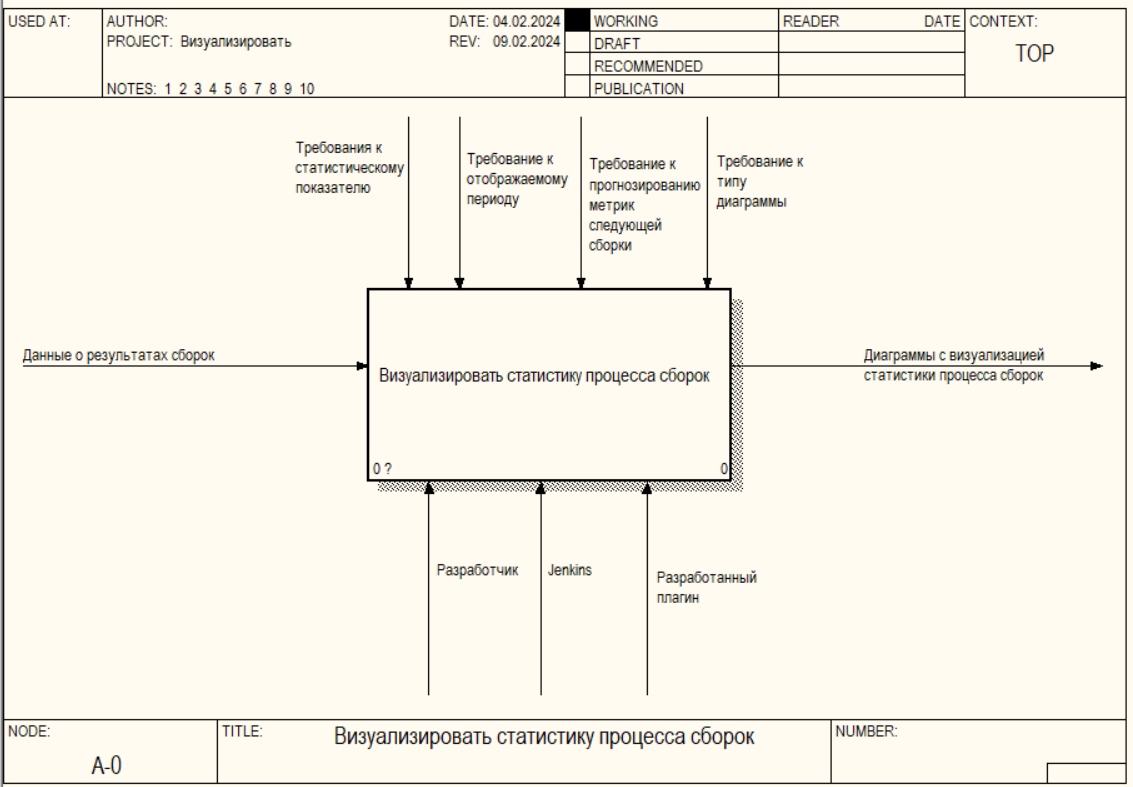 USED AT:
AUTHOR:
DATE: 04.02.2024
PROJECT: Визуализировать
REV: 09.02.2024
NOTES: 1 2 3 4 5 6 7 8 9 10
WORKING
DRAFT
RECOMMENDED
PUBLICATION
READER
DATE
CONTEXT:
TOP
Требования к
статистическому
показателю
Требование к
отображаемому
периоду
Требование к
прогнозированию
метрик
следующей
сборки
Требование к
типу
диаграммы
Данные о результатах сборок
Визуализировать статистику процесса сборок
0 ?
0
Диаграммы с визуализацией
статистики процесса сборок
Разработчик
Jenkins
Разработанный
плагин
NODE:
A-0
TITLE:
Визуализировать статистику процесса сборок
NUMBER: